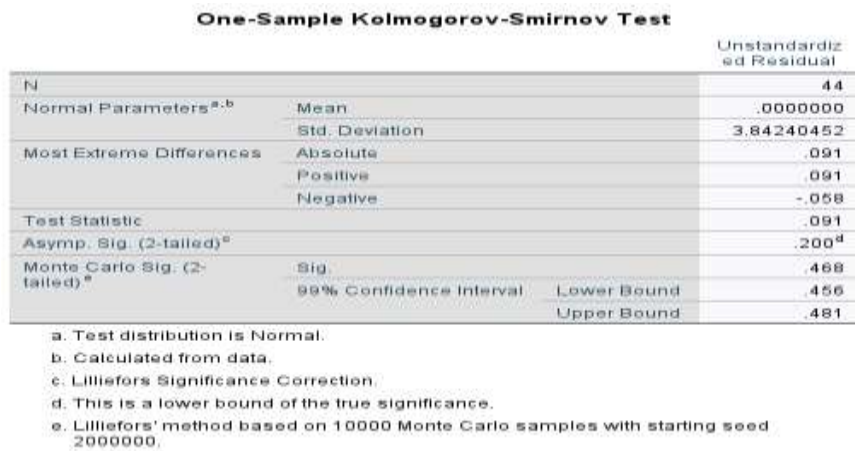 One-Sample Kolmogorov-Smirnov Test
Unstandardiz
ed Residual
N 44
Normal Parametersᵃ·ᵇ Mean .0000000
Std. Deviation 3.84240452
Most Extreme Differences Absolute .091
Positive .091
Negative -.058
Test Statistic .091
Asymp. Sig. (2-tailed)ᶜ .200ᵈ
Monte Carlo Sig. (2-
tailed)ᵉ Sig. .468
99% Confidence Interval Lower Bound .456
Upper Bound .481
a. Test distribution is Normal.
b. Calculated from data.
c. Lilliefors Significance Correction.
d. This is a lower bound of the true significance.
e. Lilliefors' method based on 10000 Monte Carlo samples with starting seed
2000000.